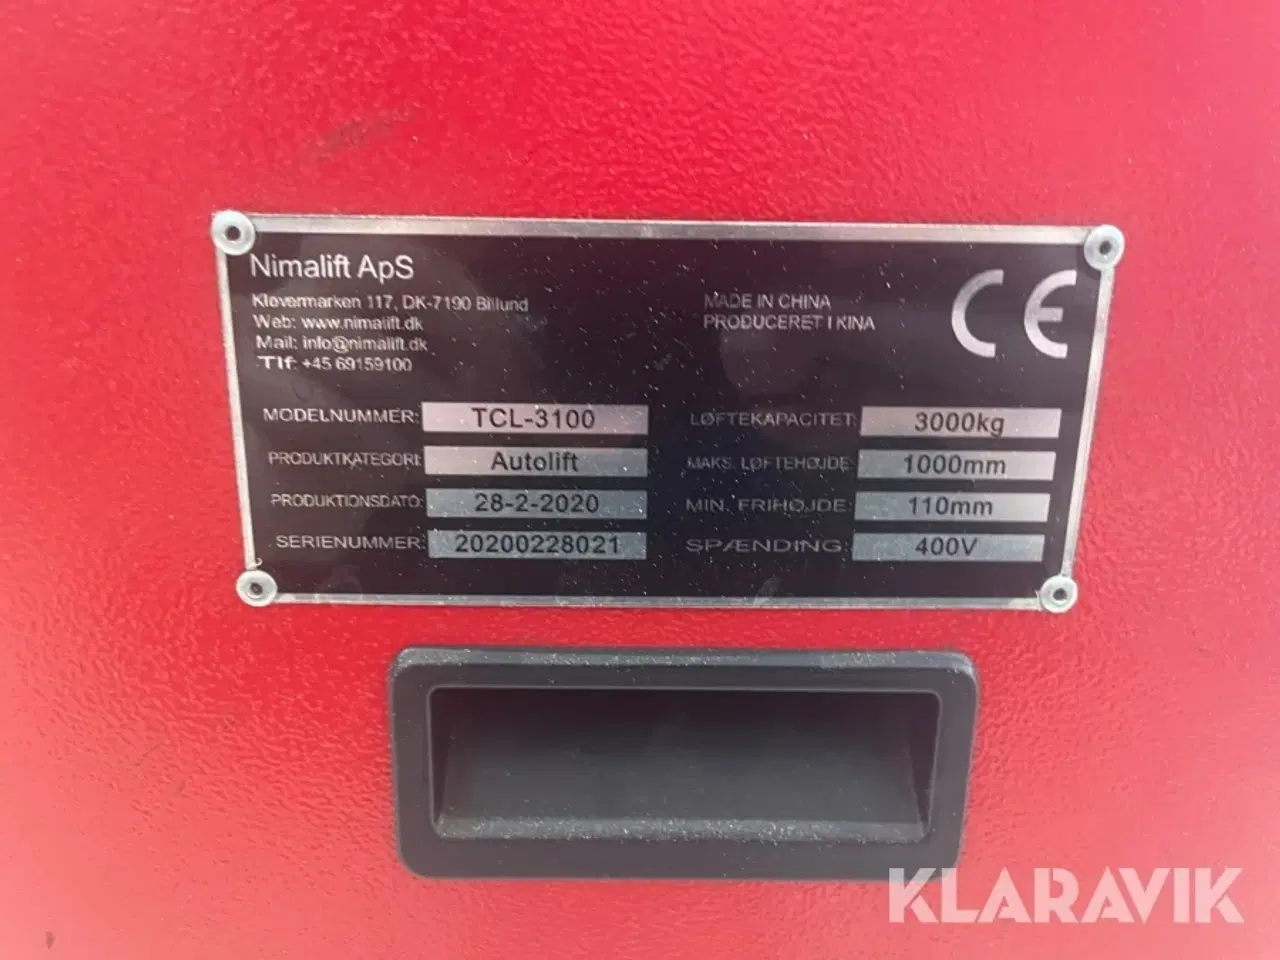 Nimalift ApS
Kløvermarken 117, DK-7190 Billund
Web: www.nimalift.dk
Mail: info@nimalift.dk
Tlf: +45 69159100
MADE IN CHINA
PRODUCERET I KINA
CE
MODELNUMMER: TCL-3100
PRODUKTKATEGORI: Autolift
PRODUKTIONSDATO: 28-2-2020
SERIENUMMER: 20200228021
LØFTEKAPACITET: 3000kg
MAKS. LØFTEHØJDE: 1000mm
MIN. FRIHØJDE: 110mm
SPÆNDING: 400V
KLARAVIK